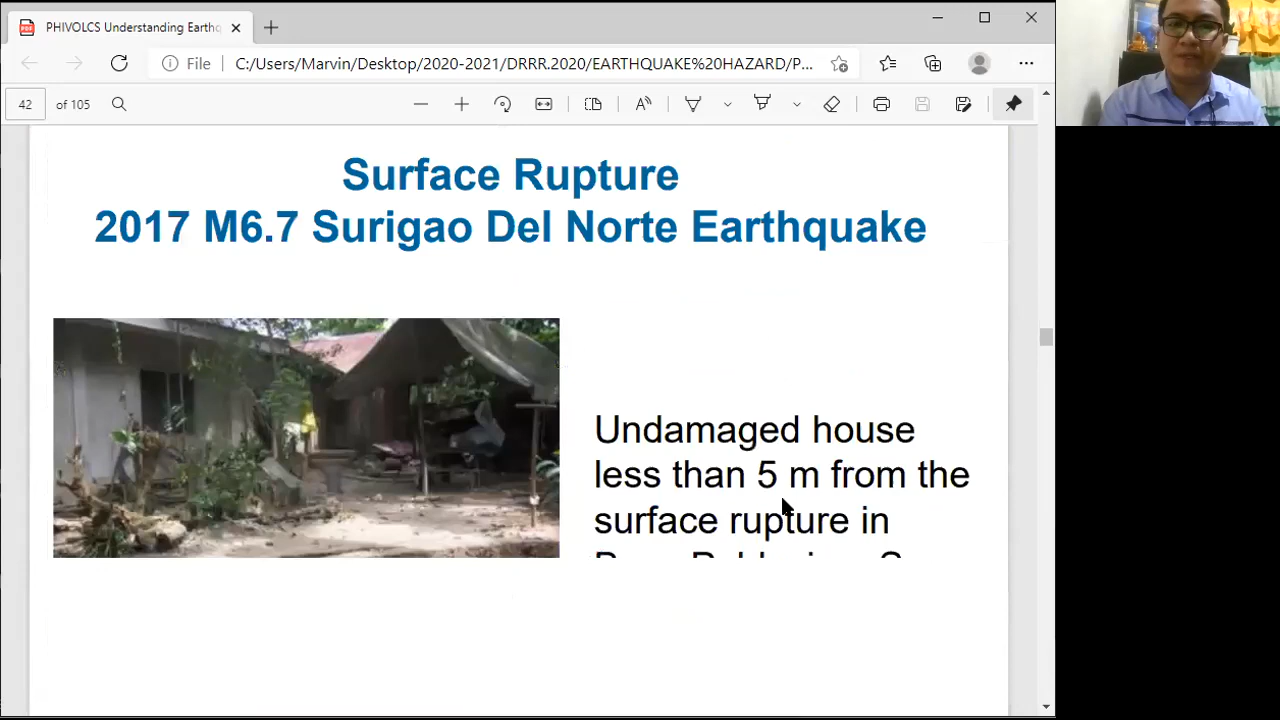 PHIVOLCS Understanding Earthq
File
C:/Users/Marvin/Desktop/2020-2021/DRRR.2020/EARTHQUAKE%20HAZARD/P...
42 of 105
Surface Rupture
2017 M6.7 Surigao Del Norte Earthquake
Undamaged house
less than 5 m from the
surface rupture in